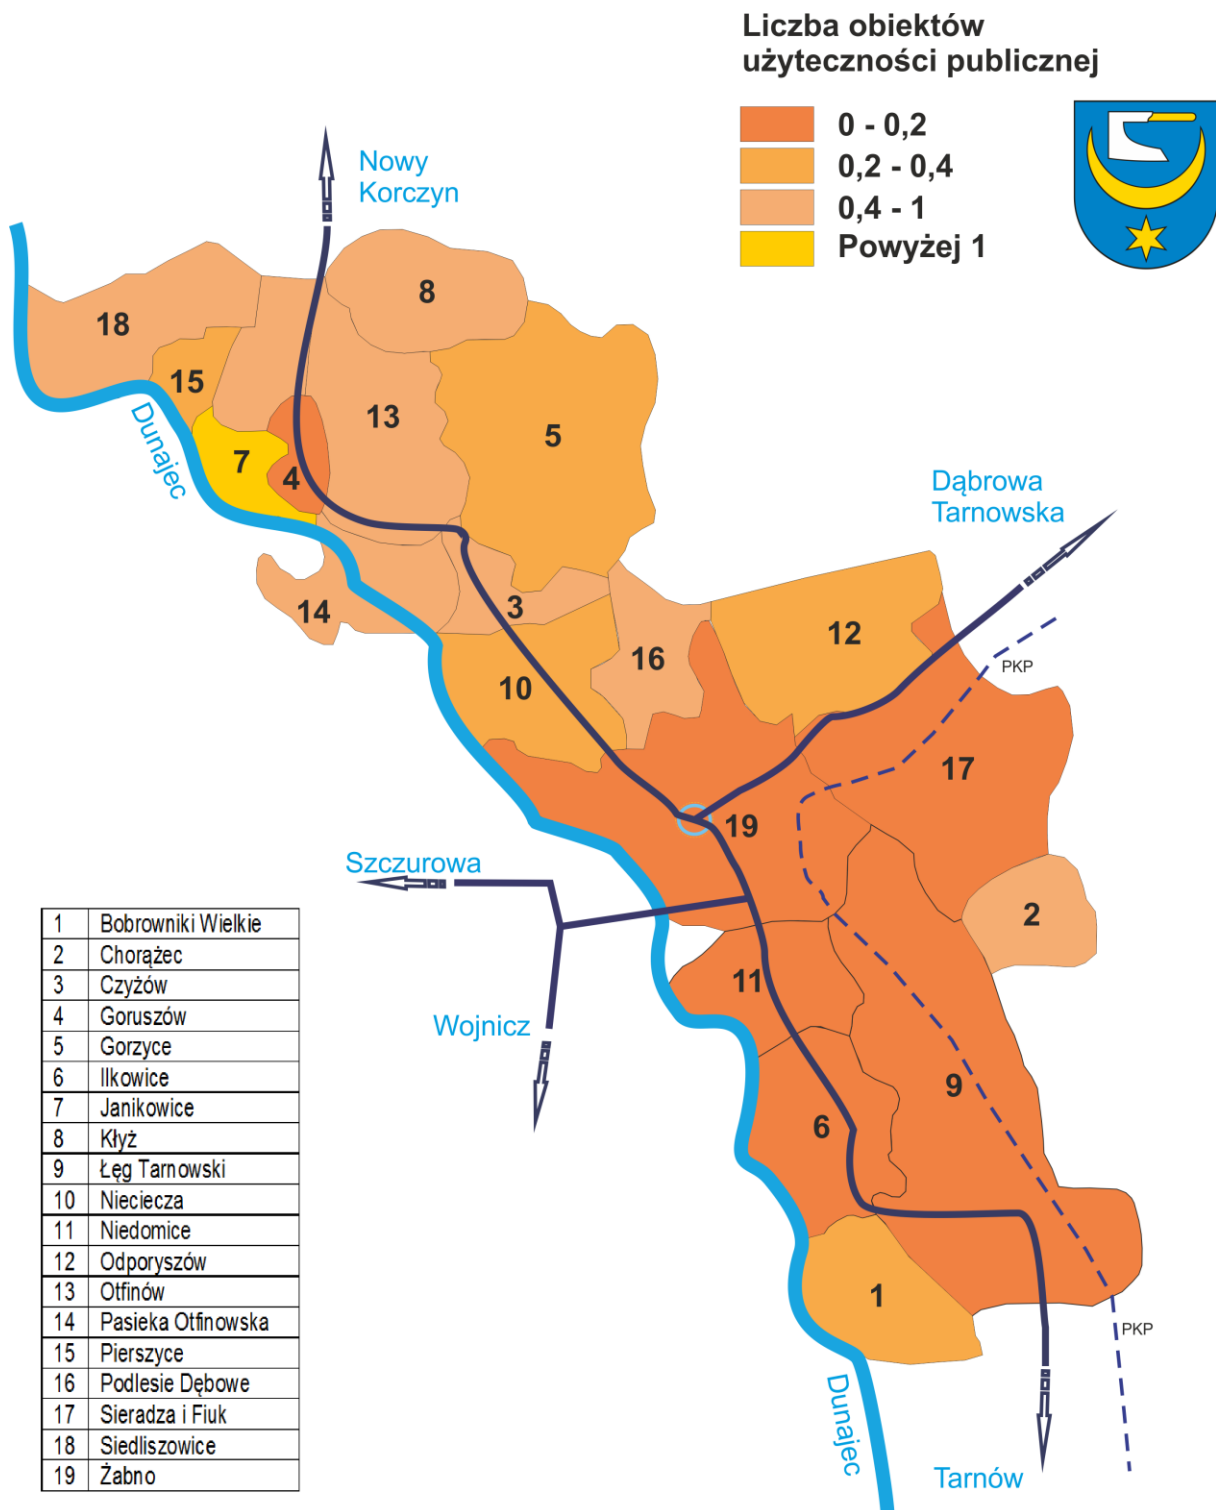 Liczba obiektów
użyteczności publicznej
0 - 0,2
0,2 - 0,4
0,4 - 1
Powyżej 1
Nowy
Korczyn
8
18
15
13
5
7
4
Dunajec
Dąbrowa
Tarnowska
14
3
12
16
PKP
10
17
19
Szczurowa
2
11
Wojnicz
9
6
1
PKP
Dunajec
Tarnów
1 Bobrowniki Wielkie
2 Chorążec
3 Czyżów
4 Goruszów
5 Gorzyce
6 Ilkowice
7 Janikowice
8 Kłyż
9 Łęg Tarnowski
10 Nieciecza
11 Niedomice
12 Odporyszów
13 Otfinów
14 Pasieka Otfinowska
15 Pierszyce
16 Podlesie Dębowe
17 Sieradza i Fiuk
18 Siedliszowice
19 Żabno